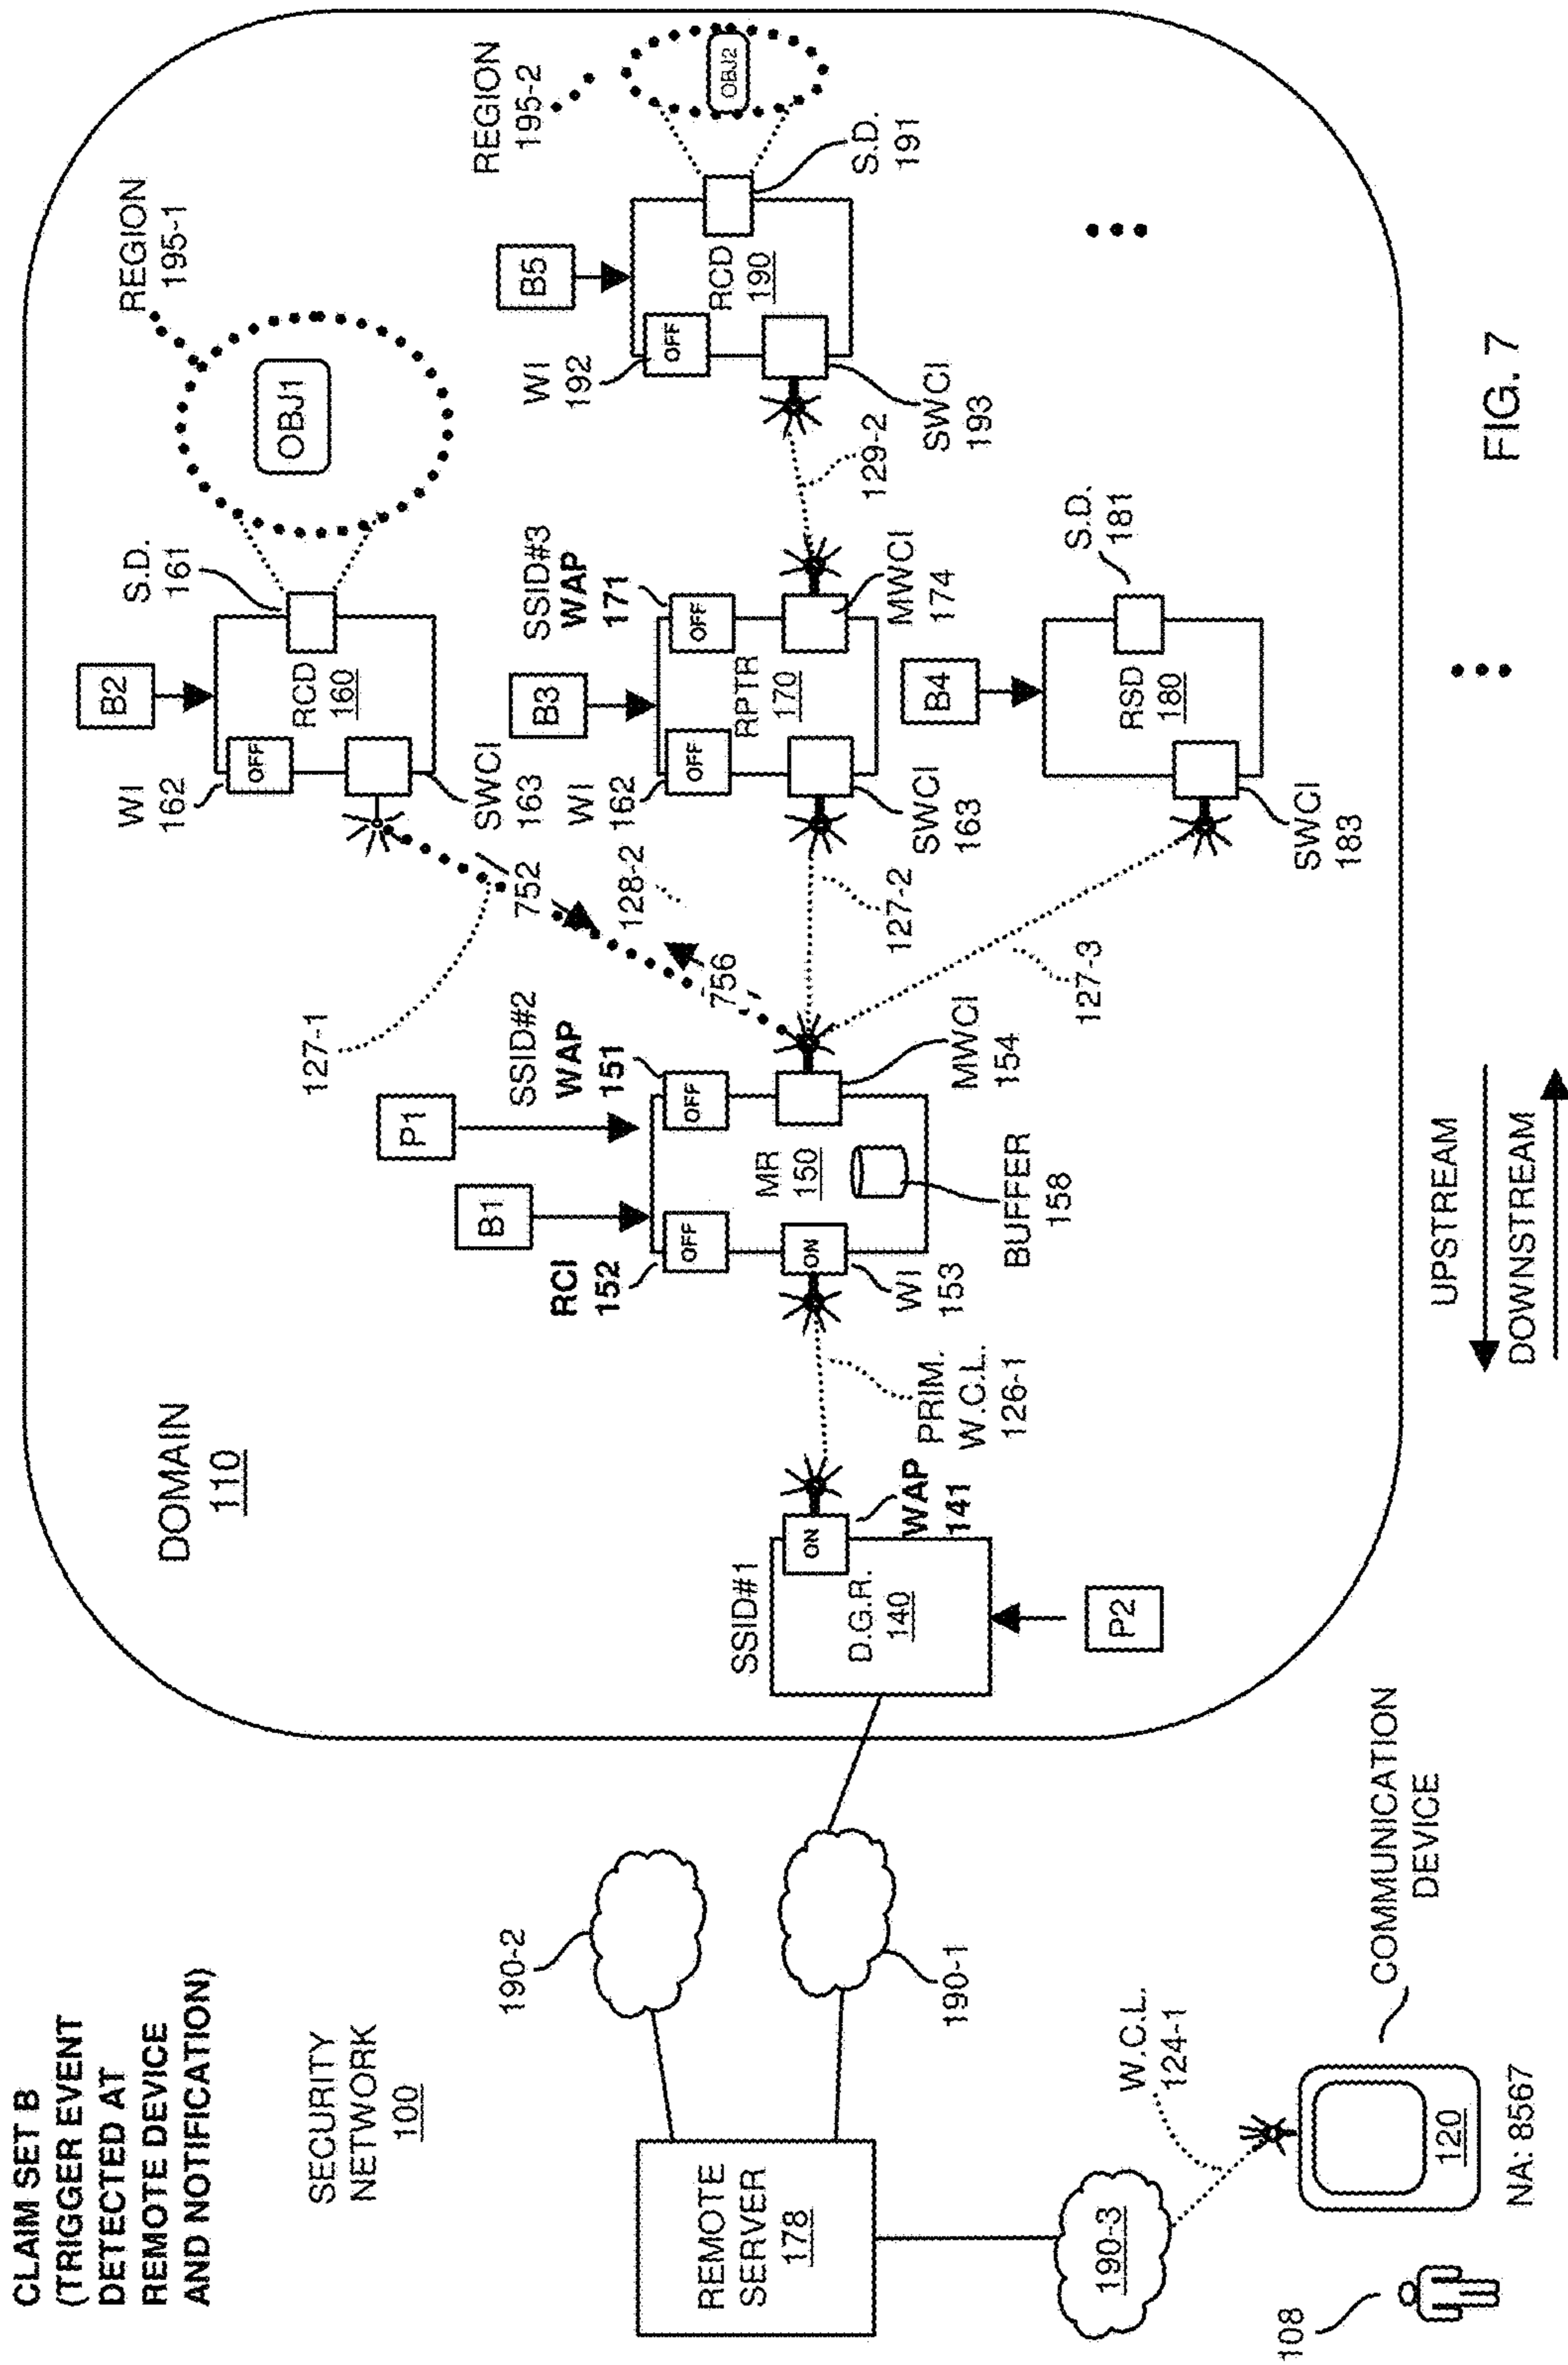 CLAIM SET B
(TRIGGER EVENT
DETECTED AT
REMOTE DEVICE
AND NOTIFICATION)
SECURITY
NETWORK
100
REMOTE
SERVER
178
190-2
190-1
190-3
108
W.C.L.
124-1
120
NA: 8567
COMMUNICATION
DEVICE
DOMAIN
110
SSID#1
D.G.R.
140
ON
WAP
141
P2
PRIM.
W.C.L.
126-1
RCI
152
OFF
B1
P1
SSID#2
WAP
151
OFF
MR
150
ON
WI
153
BUFFER
158
MWCI
154
127-1
752
756
128-2
127-2
127-3
WI
162
OFF
B2
RCD
160
SWCI
163
S.D.
161
OBJ1
REGION
195-1
WI
162
OFF
B3
SSID#3
WAP
171
OFF
RPTR
170
SWCI
163
MWCI
174
129-2
B4
RSD
180
S.D.
181
SWCI
183
WI
192
OFF
B5
RCD
190
SWCI
193
S.D.
191
REGION
195-2
OBJ2
UPSTREAM
DOWNSTREAM
FIG. 7